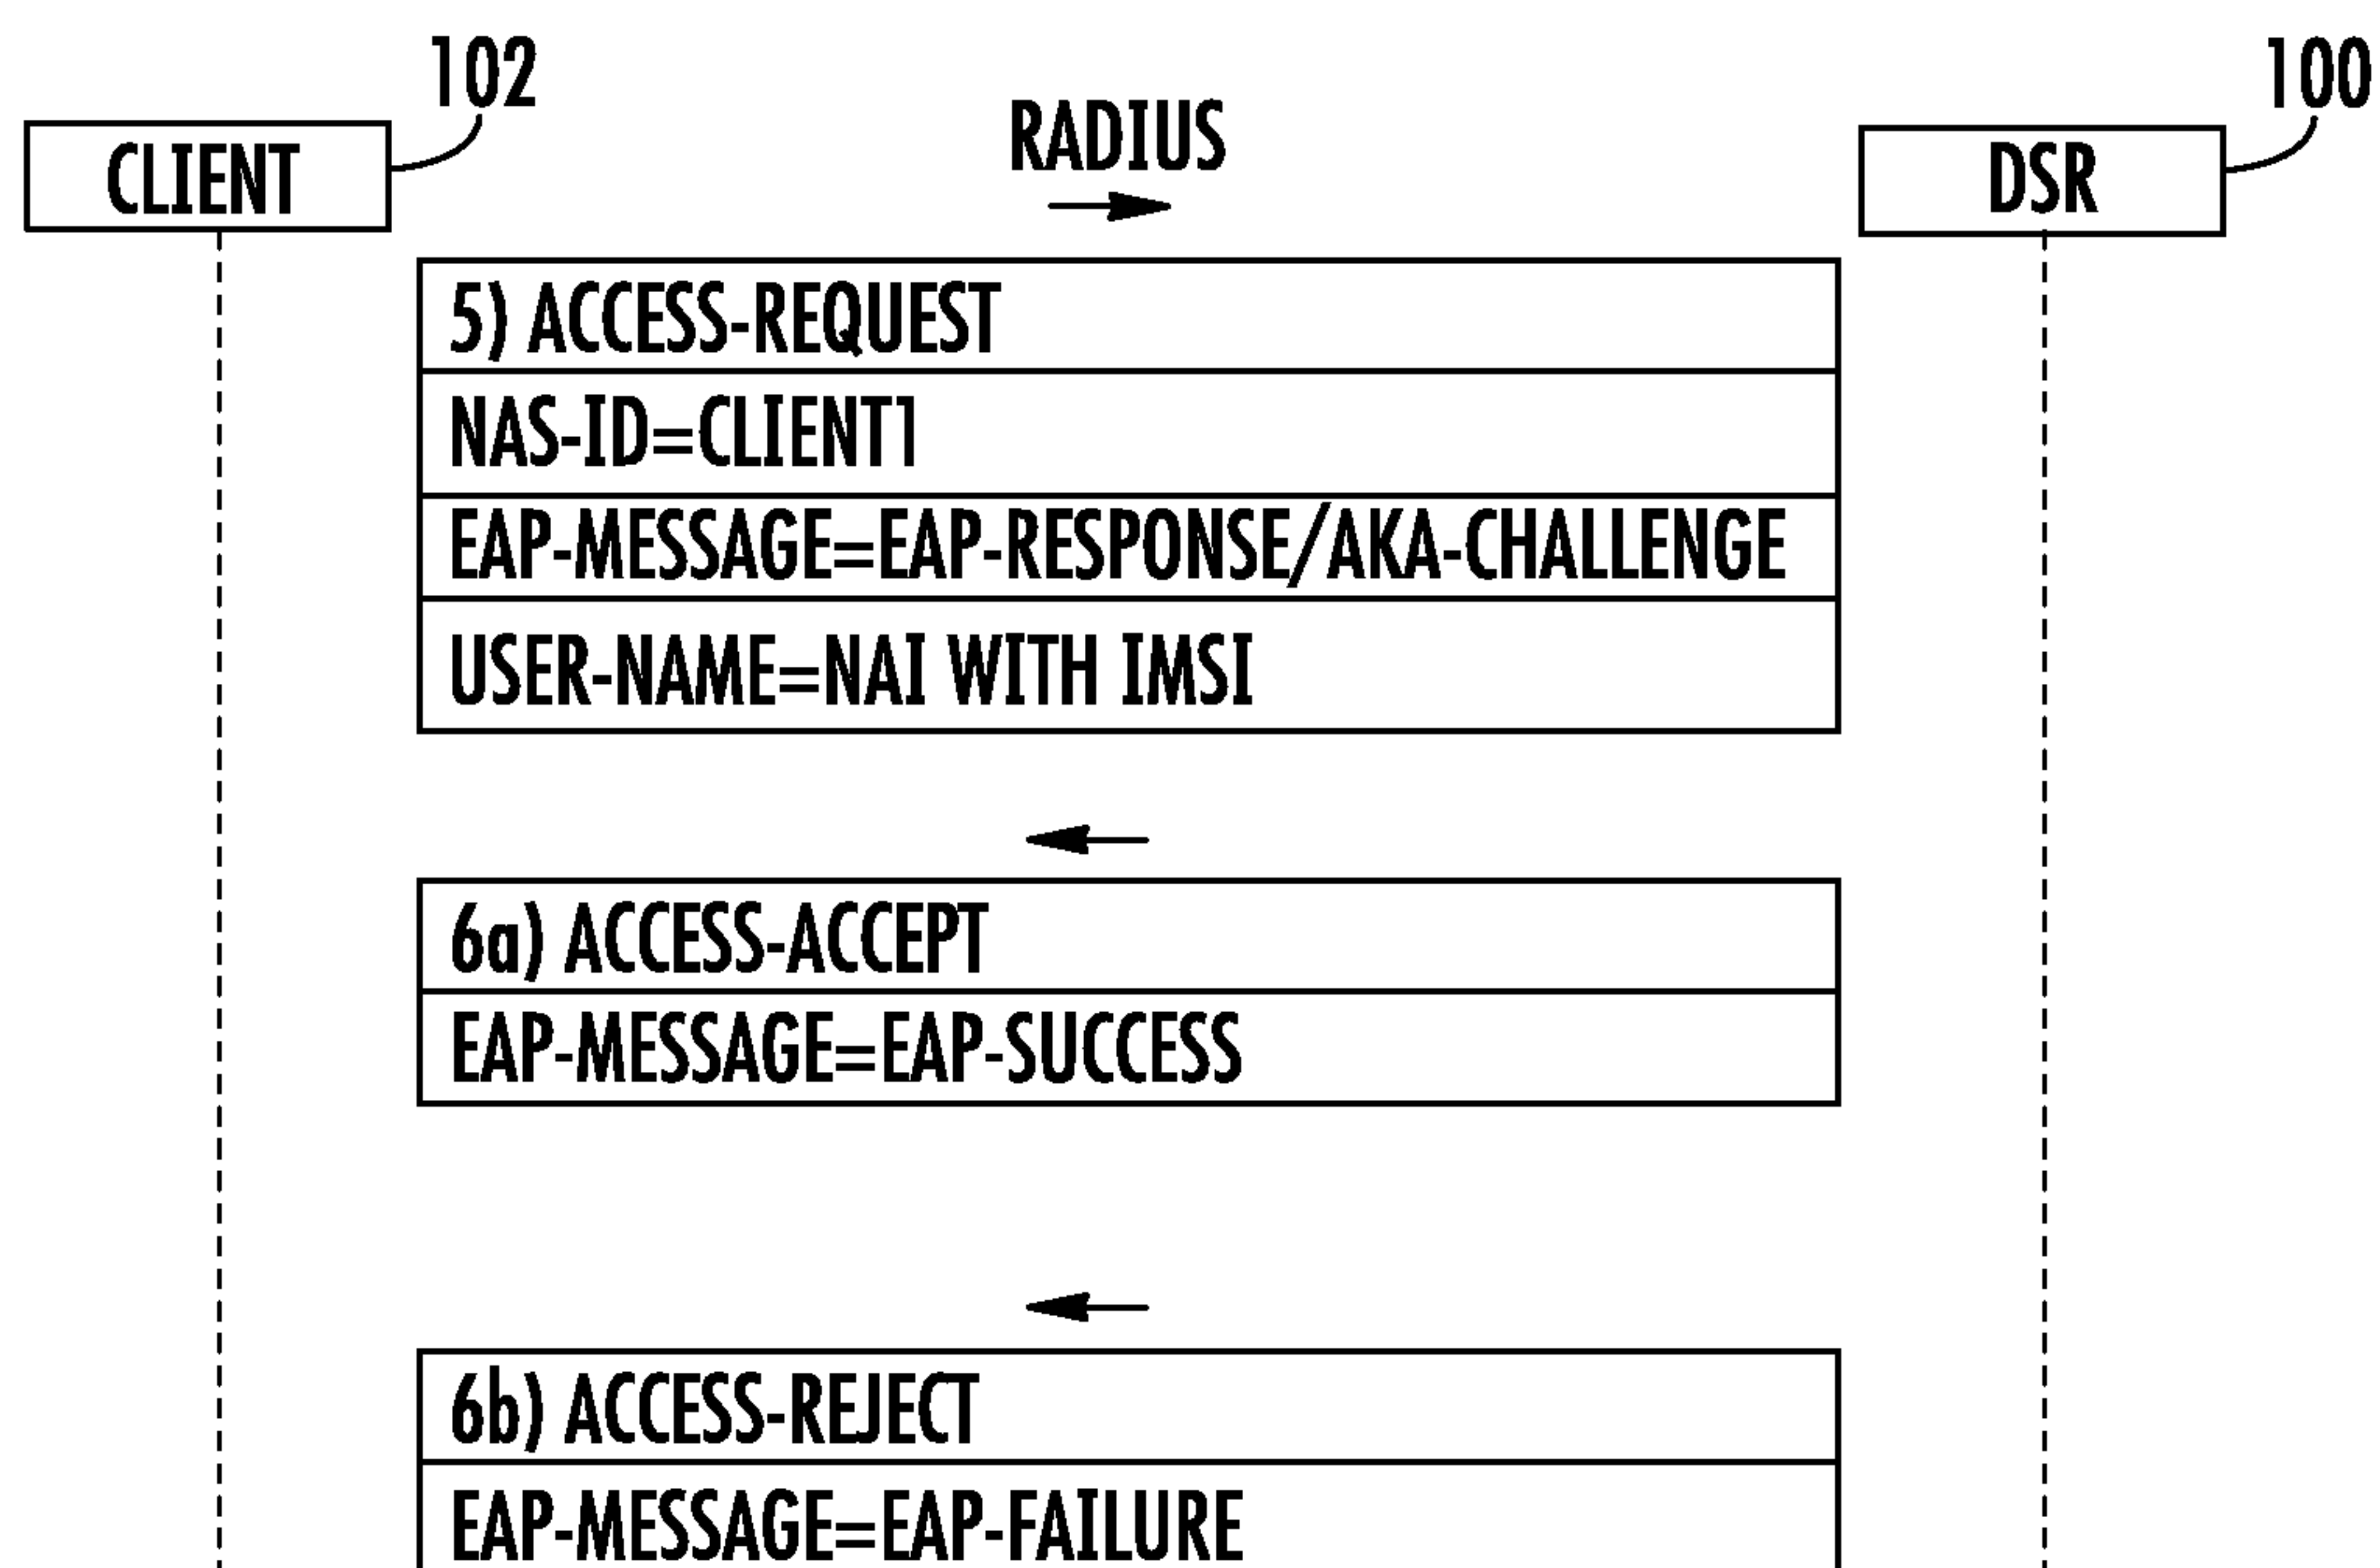 102
100
RADIUS
CLIENT
DSR
5) ACCESS-REQUEST
NAS-ID=CLIENT1
EAP-MESSAGE=EAP-RESPONSE/AKA-CHALLENGE
USER-NAME=NAI WITH IMSI
6a) ACCESS-ACCEPT
EAP-MESSAGE=EAP-SUCCESS
6b) ACCESS-REJECT
EAP-MESSAGE=EAP-FAILURE